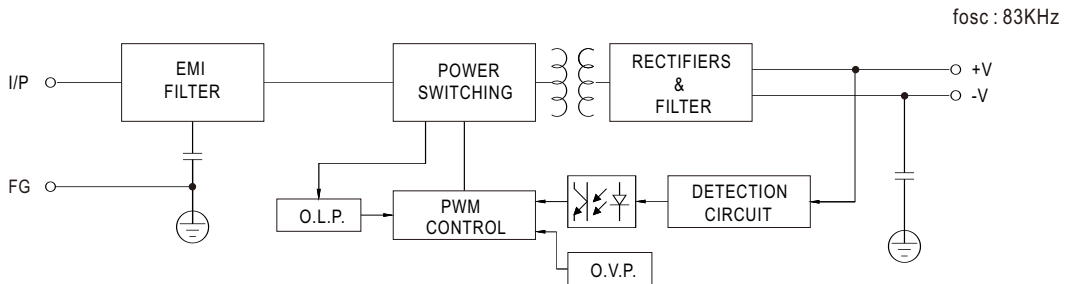 fosc : 83KHz
I/P
EMI
FILTER
POWER
SWITCHING
RECTIFIERS
&
FILTER
+V
-V
FG
O.L.P.
PWM
CONTROL
DETECTION
CIRCUIT
O.V.P.